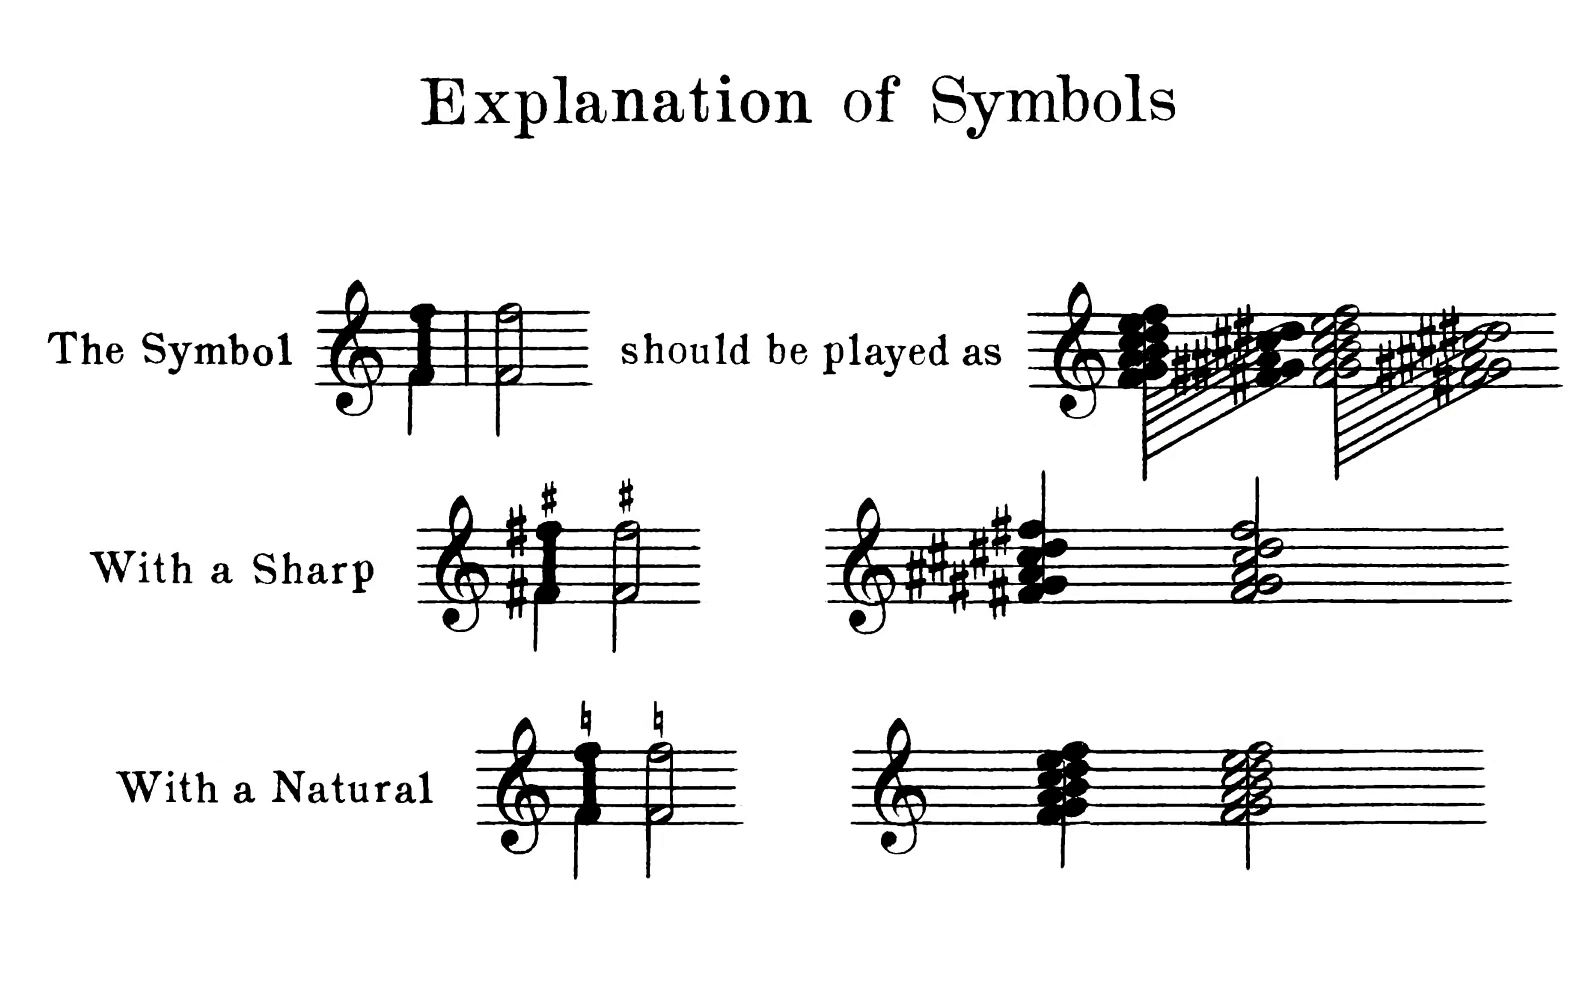 Explanation of Symbols
The Symbol should be played as
With a Sharp
With a Natural